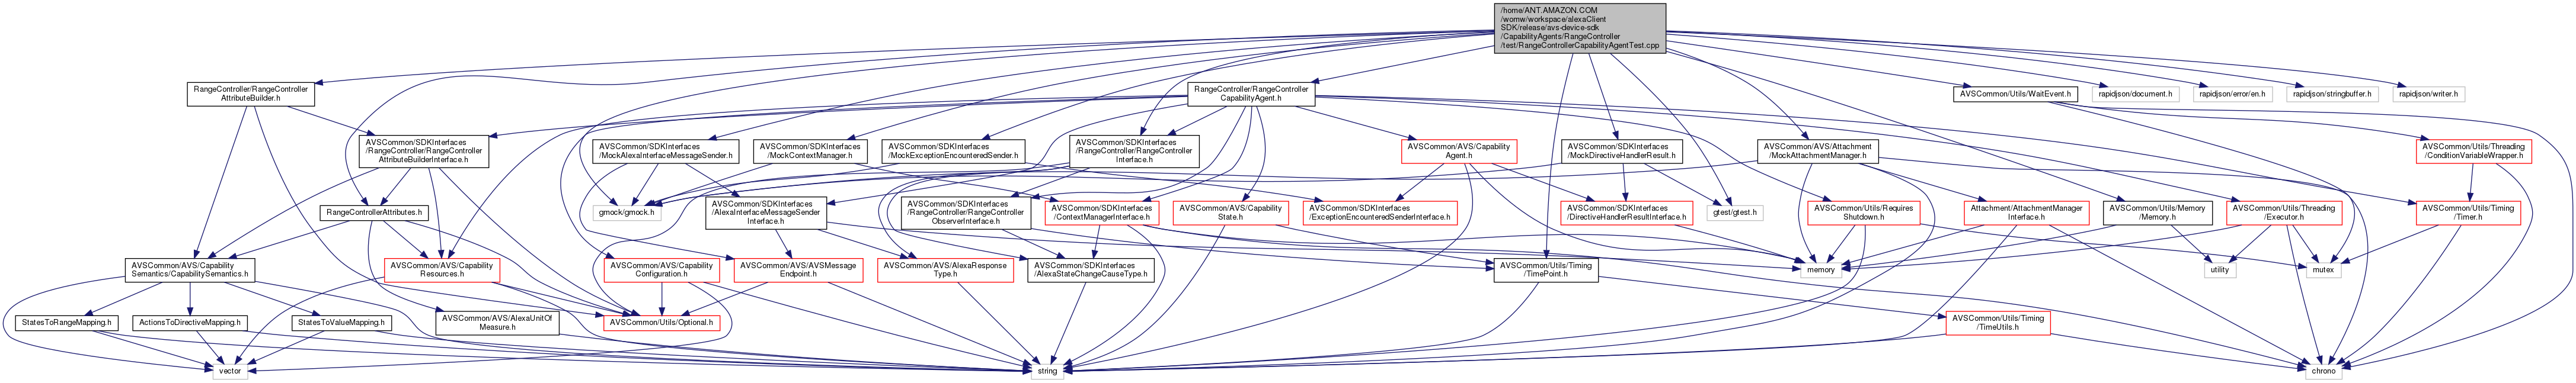 /home/ANT.AMAZON.COM
/womw/workspace/alexaClient
SDK/release/avs-device-sdk
/CapabilityAgents/RangeController
/test/RangeControllerCapabilityAgentTest.cpp
RangeController/RangeController
AttributeBuilder.h
RangeController/RangeController
CapabilityAgent.h
AVSCommon/Utils/WaitEvent.h
rapidjson/document.h
rapidjson/error/en.h
rapidjson/stringbuffer.h
rapidjson/writer.h
AVSCommon/SDKInterfaces
/RangeController/RangeController
AttributeBuilderInterface.h
AVSCommon/SDKInterfaces
/MockAlexaInterfaceMessageSender.h
AVSCommon/SDKInterfaces
/MockContextManager.h
AVSCommon/SDKInterfaces
/MockExceptionEncounteredSender.h
AVSCommon/SDKInterfaces
/RangeController/RangeController
Interface.h
AVSCommon/AVS/Capability
Agent.h
AVSCommon/SDKInterfaces
/MockDirectiveHandlerResult.h
AVSCommon/AVS/Attachment
/MockAttachmentManager.h
AVSCommon/Utils/Threading
/ConditionVariableWrapper.h
RangeControllerAttributes.h
gmock/gmock.h
AVSCommon/SDKInterfaces
/AlexaInterfaceMessageSender
Interface.h
AVSCommon/SDKInterfaces
/RangeController/RangeController
ObserverInterface.h
AVSCommon/SDKInterfaces
/ContextManagerInterface.h
AVSCommon/AVS/Capability
State.h
AVSCommon/SDKInterfaces
/ExceptionEncounteredSenderInterface.h
AVSCommon/SDKInterfaces
/DirectiveHandlerResultInterface.h
gtest/gtest.h
AVSCommon/Utils/Requires
Shutdown.h
Attachment/AttachmentManager
Interface.h
AVSCommon/Utils/Memory
/Memory.h
AVSCommon/Utils/Threading
/Executor.h
AVSCommon/Utils/Timing
/Timer.h
AVSCommon/AVS/Capability
Semantics/CapabilitySemantics.h
AVSCommon/AVS/Capability
Resources.h
AVSCommon/AVS/Capability
Configuration.h
AVSCommon/AVS/AVSMessage
Endpoint.h
AVSCommon/AVS/AlexaResponse
Type.h
AVSCommon/SDKInterfaces
/AlexaStateChangeCauseType.h
AVSCommon/Utils/Timing
/TimePoint.h
memory
utility
mutex
StatesToRangeMapping.h
ActionsToDirectiveMapping.h
StatesToValueMapping.h
AVSCommon/AVS/AlexaUnitOf
Measure.h
AVSCommon/Utils/Optional.h
AVSCommon/Utils/Timing
/TimeUtils.h
vector
string
chrono